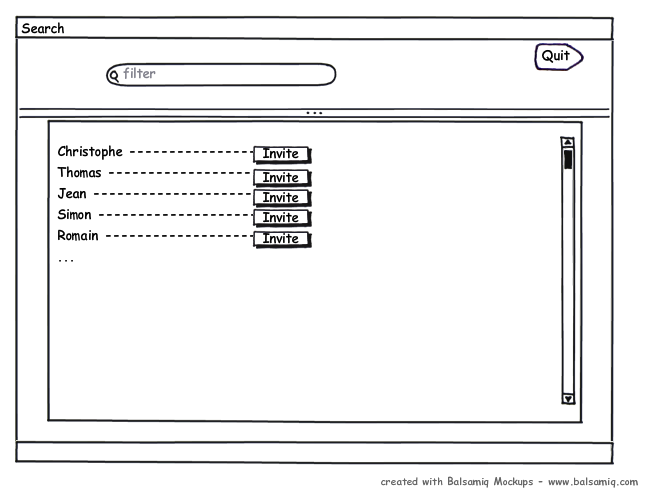 Search
Quit
filter
...
Christophe Invite
Thomas Invite
Jean Invite
Simon Invite
Romain Invite
...
created with Balsamiq Mockups - www.balsamiq.com